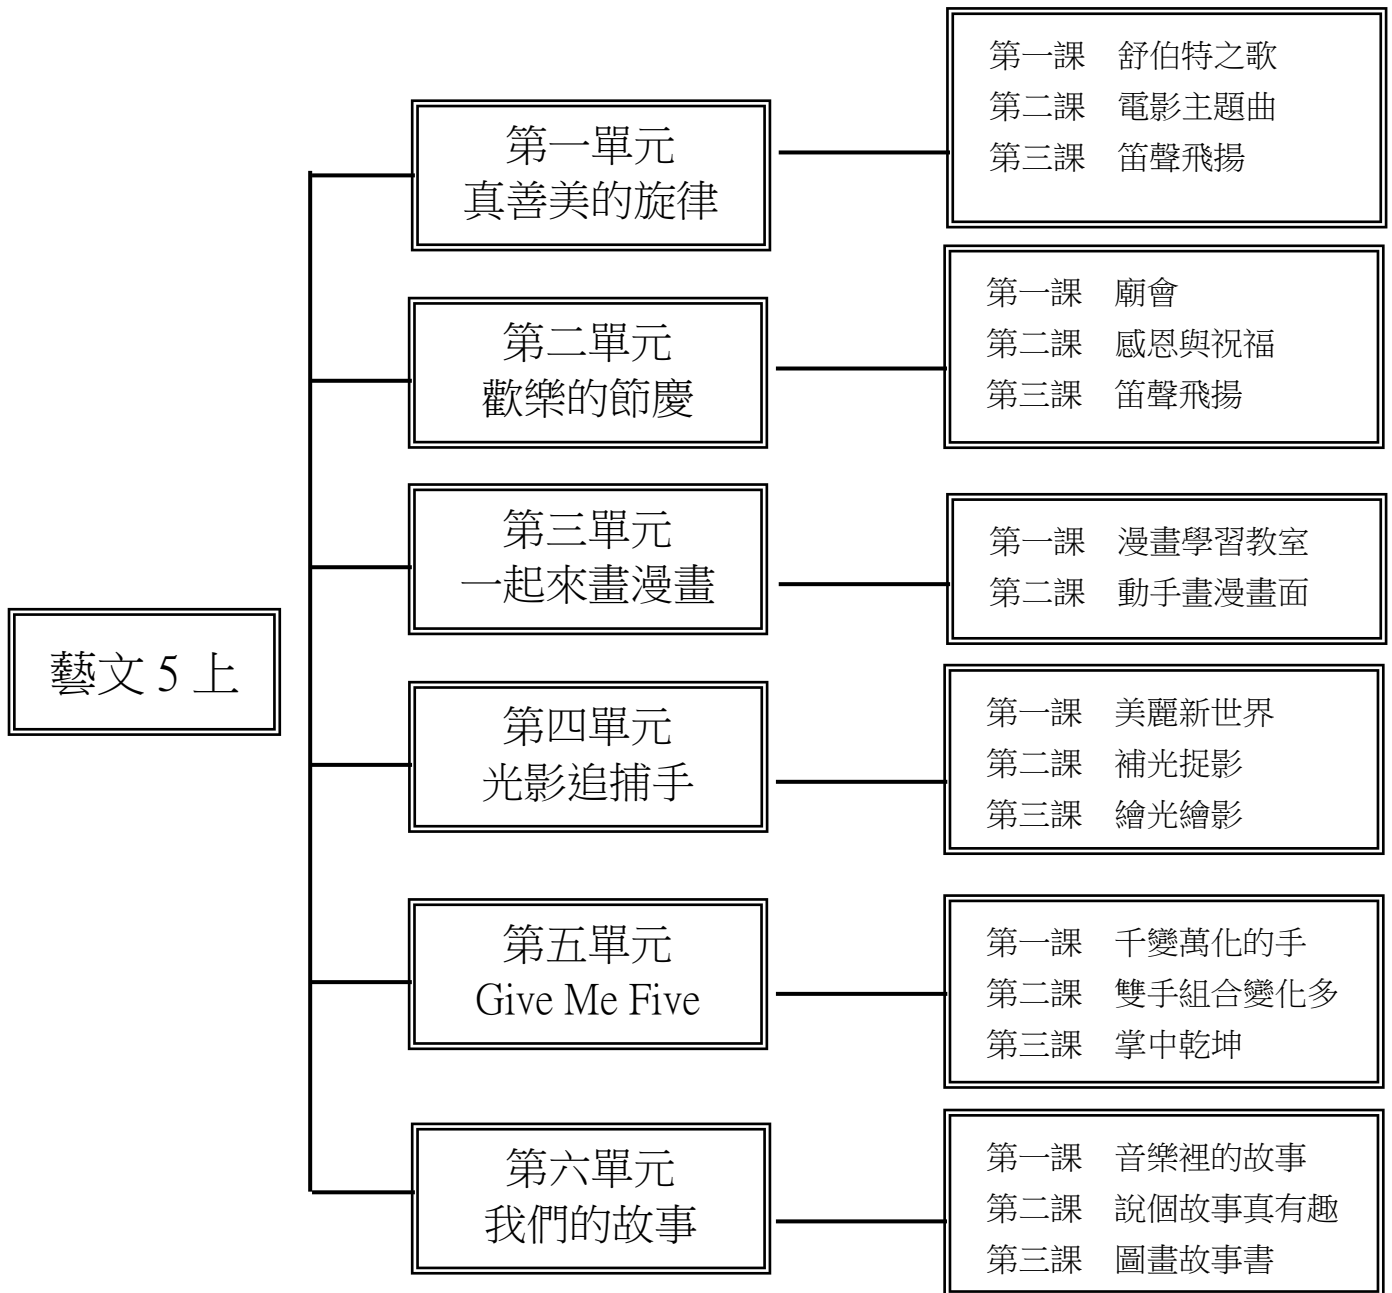 藝文 5 上
第一單元
真善美的旋律
第一課 舒伯特之歌
第二課 電影主題曲
第三課 笛聲飛揚
第二單元
歡樂的節慶
第一課 廟會
第二課 感恩與祝福
第三課 笛聲飛揚
第三單元
一起來畫漫畫
第一課 漫畫學習教室
第二課 動手畫漫畫面
第四單元
光影追捕手
第一課 美麗新世界
第二課 補光捉影
第三課 繪光繪影
第五單元
Give Me Five
第一課 千變萬化的手
第二課 雙手組合變化多
第三課 掌中乾坤
第六單元
我們的故事
第一課 音樂裡的故事
第二課 說個故事真有趣
第三課 圖畫故事書